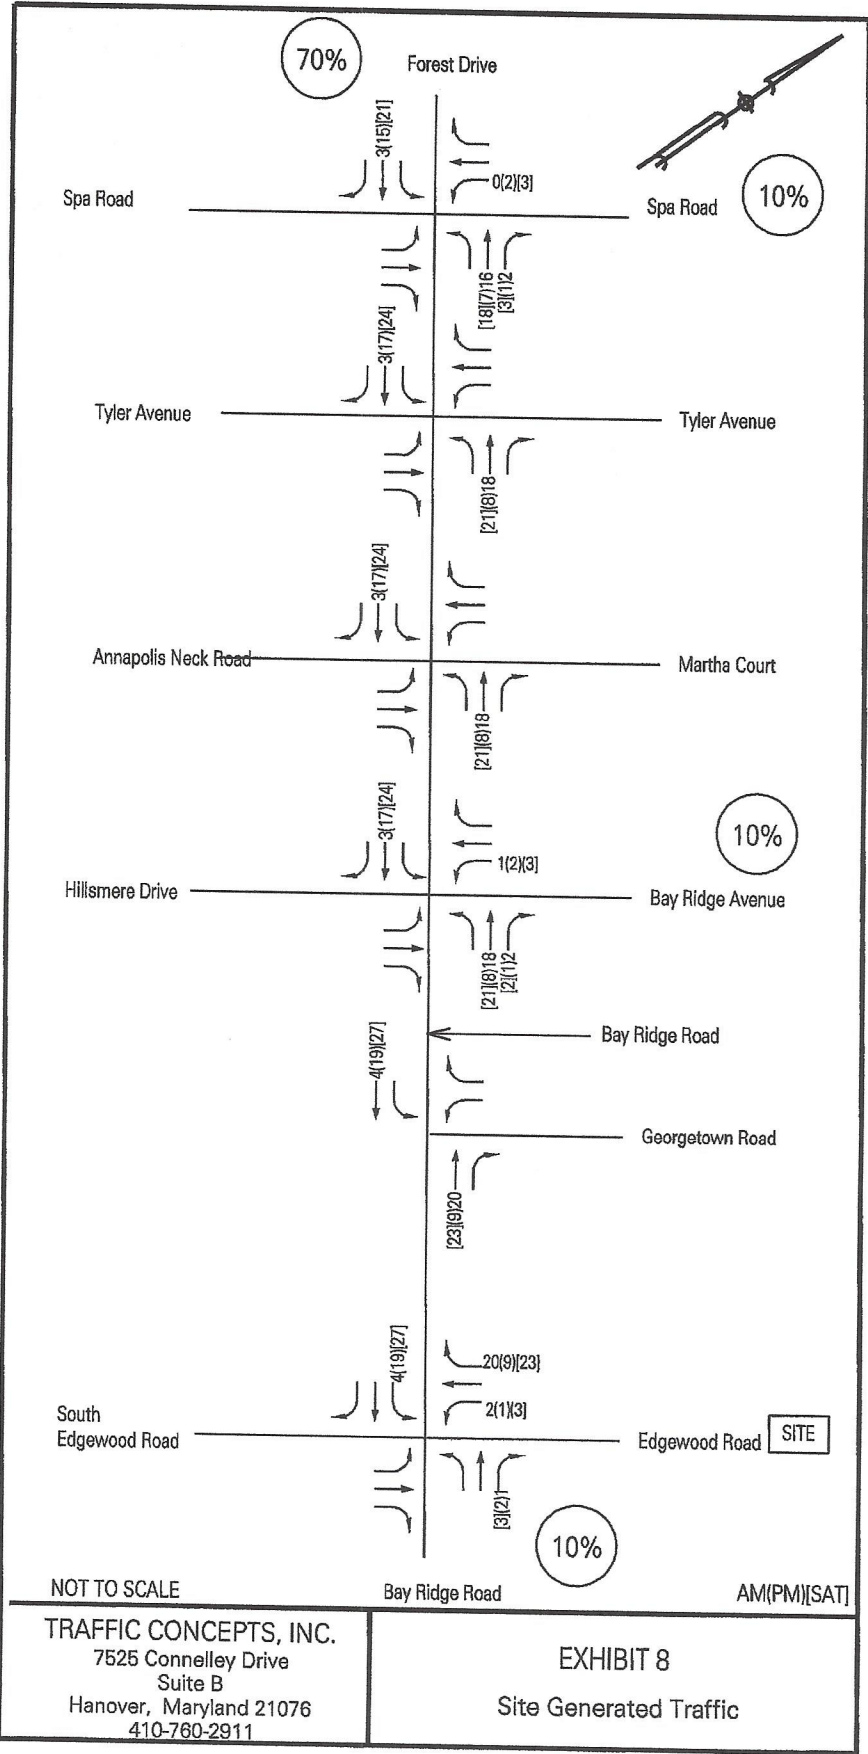 70%
Forest Drive
3(15)[21]
0(2)[3]
Spa Road
Spa Road
10%
[18](7)16
[3](1)2
3(17)[24]
Tyler Avenue
Tyler Avenue
[21](8)18
3(17)[24]
Annapolis Neck Road
Martha Court
[21](8)18
3(17)[24]
10%
1(2)[3]
Hillsmere Drive
Bay Ridge Avenue
[21](8)18
[2](1)2
Bay Ridge Road
4(19)[27]
Georgetown Road
[23](9)20
4(19)[27]
20(9)[23]
2(1)[3]
South
Edgewood Road
Edgewood Road
SITE
[3](2)1
10%
NOT TO SCALE
Bay Ridge Road
AM(PM)[SAT]
TRAFFIC CONCEPTS, INC.
7525 Connelley Drive
Suite B
Hanover, Maryland 21076
410-760-2911
EXHIBIT 8
Site Generated Traffic